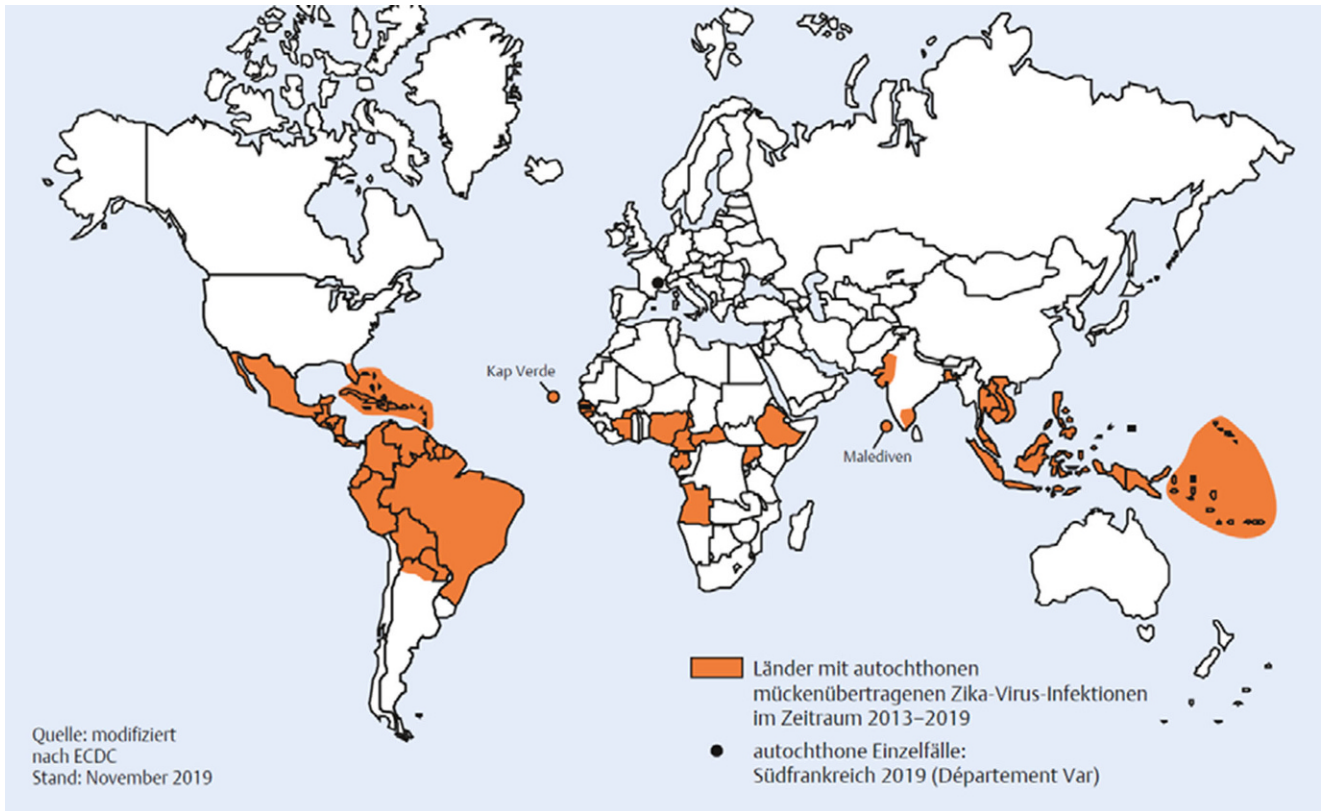 Kap Verde
Malediven
Länder mit autochthonen
mückenübertragenen Zika-Virus-Infektionen
im Zeitraum 2013–2019
autochthone Einzelfälle:
Südfrankreich 2019 (Département Var)
Quelle: modifiziert
nach ECDC
Stand: November 2019